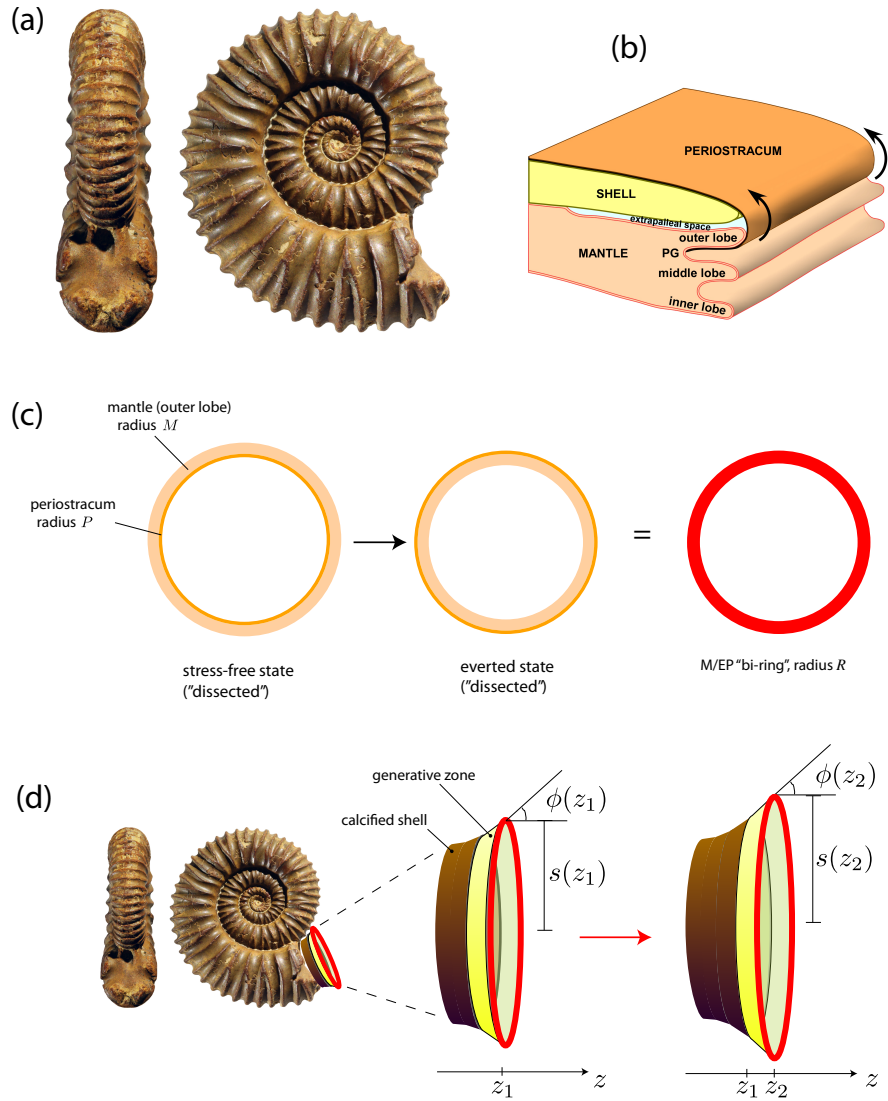 (a)
(b)
PERIOSTRACUM
SHELL
extrapalleal space
outer lobe
MANTLE
PG
middle lobe
inner lobe
(c)
mantle (outer lobe)
radius M
periostracum
radius P
=
stress-free state
("dissected")
everted state
("dissected")
M/EP "bi-ring", radius R
(d)
generative zone
calcified shell
ϕ(z₁)
s(z₁)
z₁
z
ϕ(z₂)
s(z₂)
z₁
z₂
z